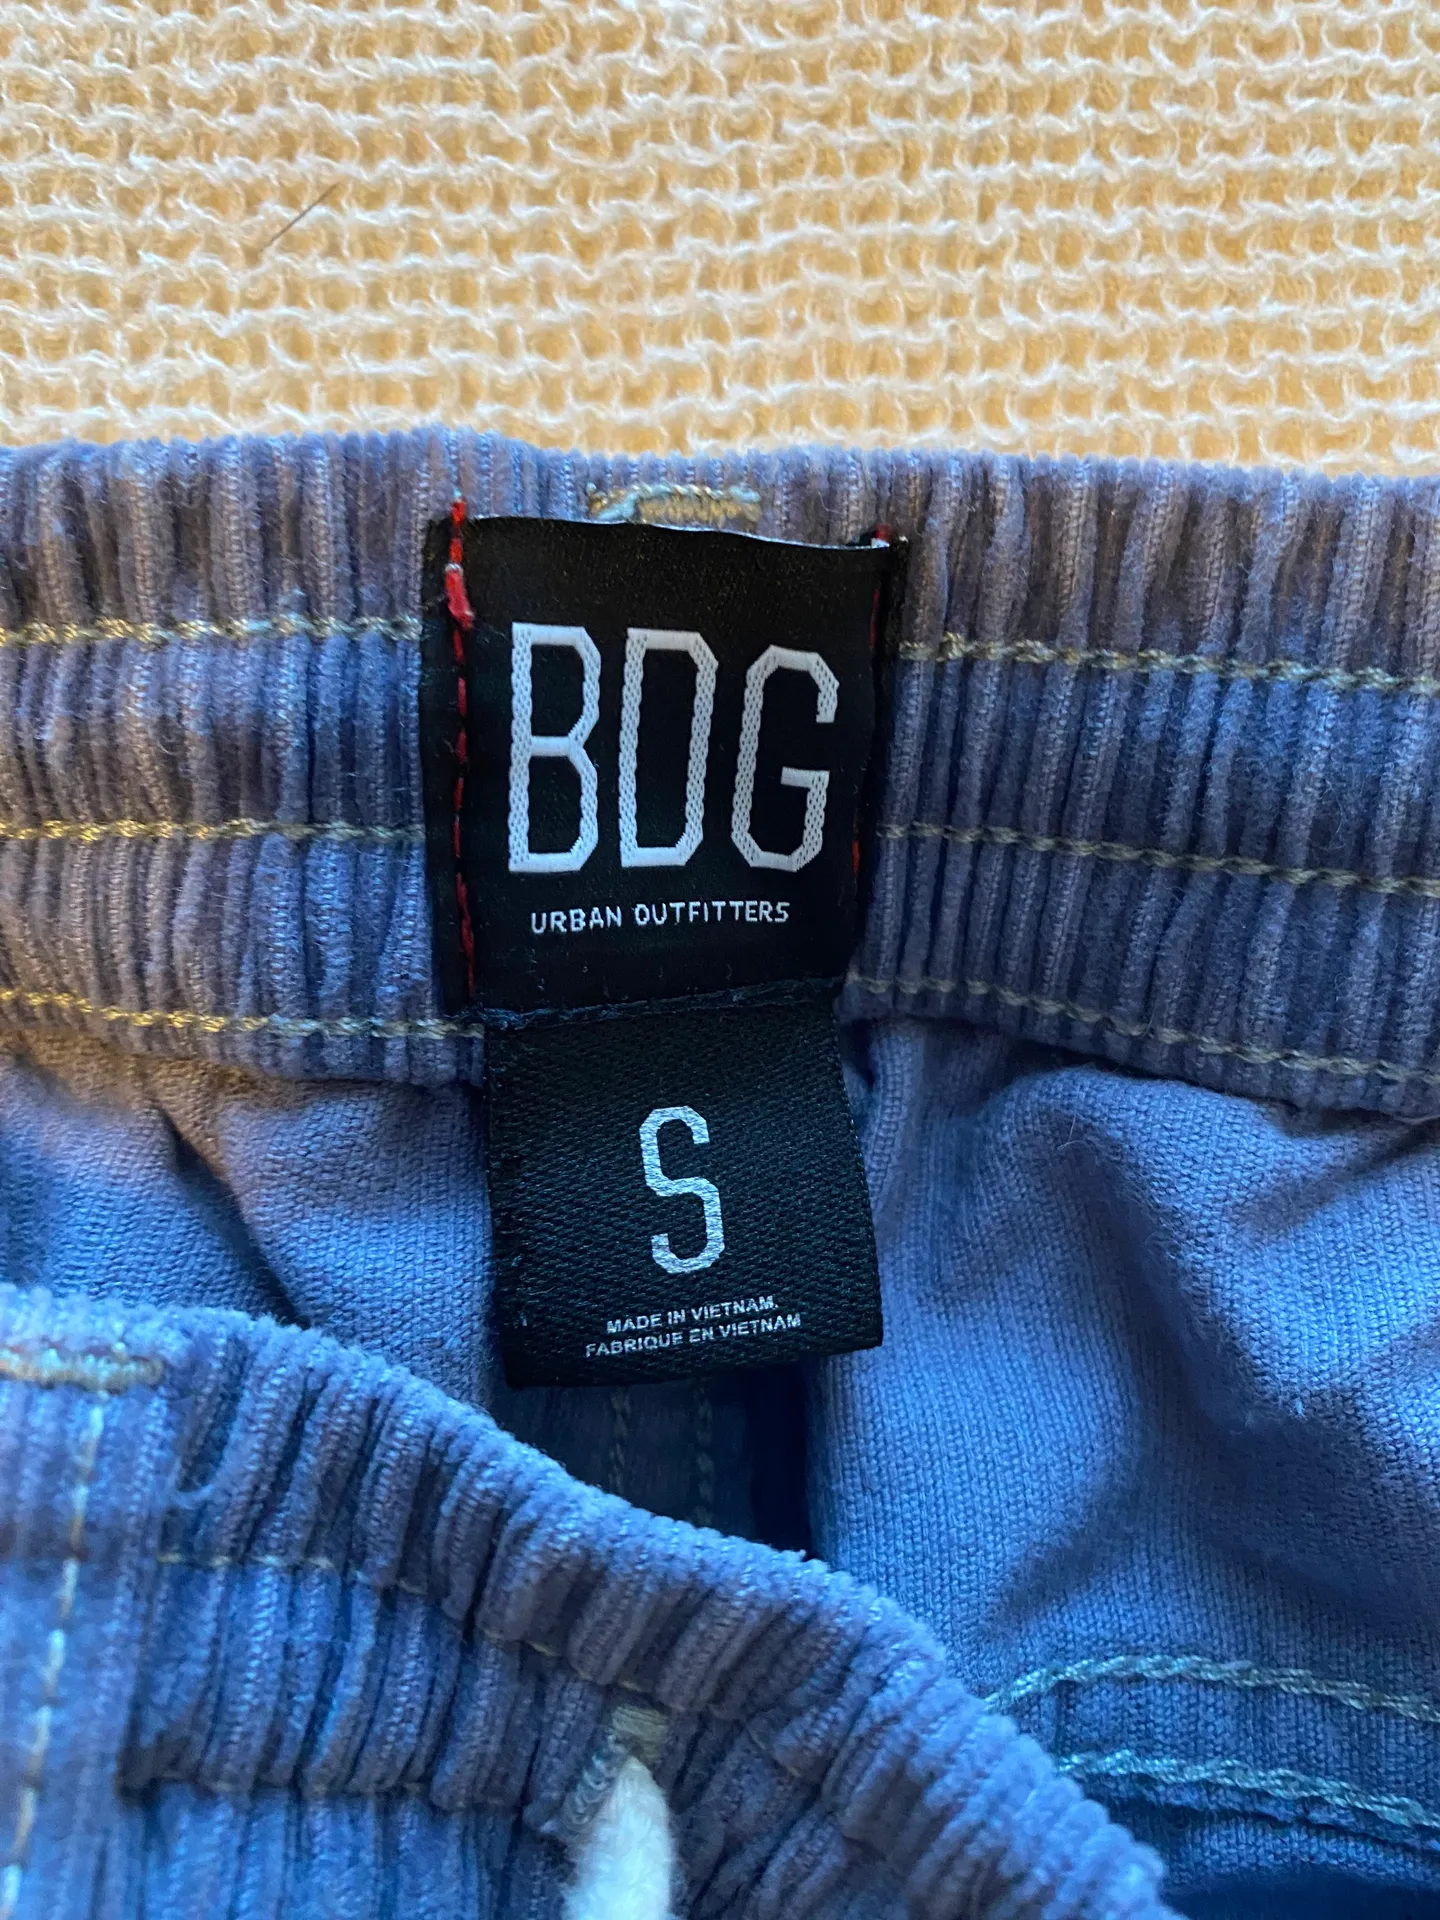 BDG
URBAN OUTFITTERS
S
MADE IN VIETNAM.
FABRIQUE EN VIETNAM